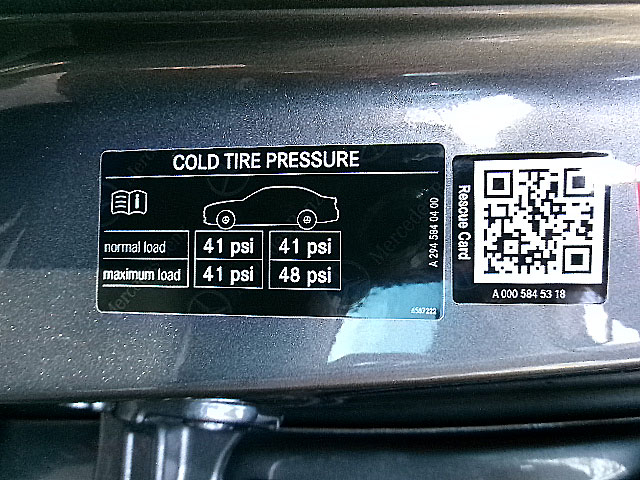 COLD TIRE PRESSURE
normal load 41 psi 41 psi
maximum load 41 psi 48 psi
A 294 584 04 00
6587222
Rescue Card
A 000 584 53 18